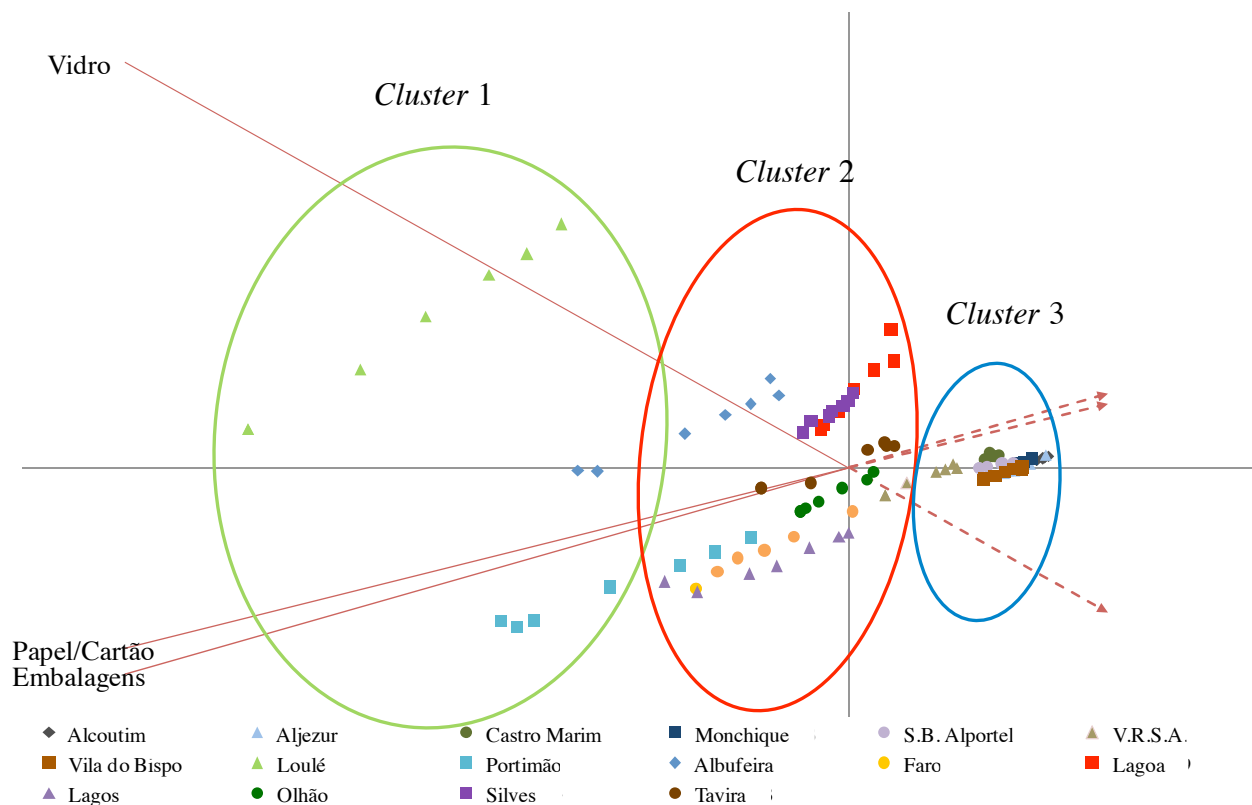 Vidro
Cluster 1
Cluster 2
Cluster 3
Papel/Cartão
Embalagens
Alcoutim Aljezur Castro Marim Monchique S.B. Alportel V.R.S.A.
Vila do Bispo Loulé Portimão Albufeira Faro Lagoa
Lagos Olhão Silves Tavira